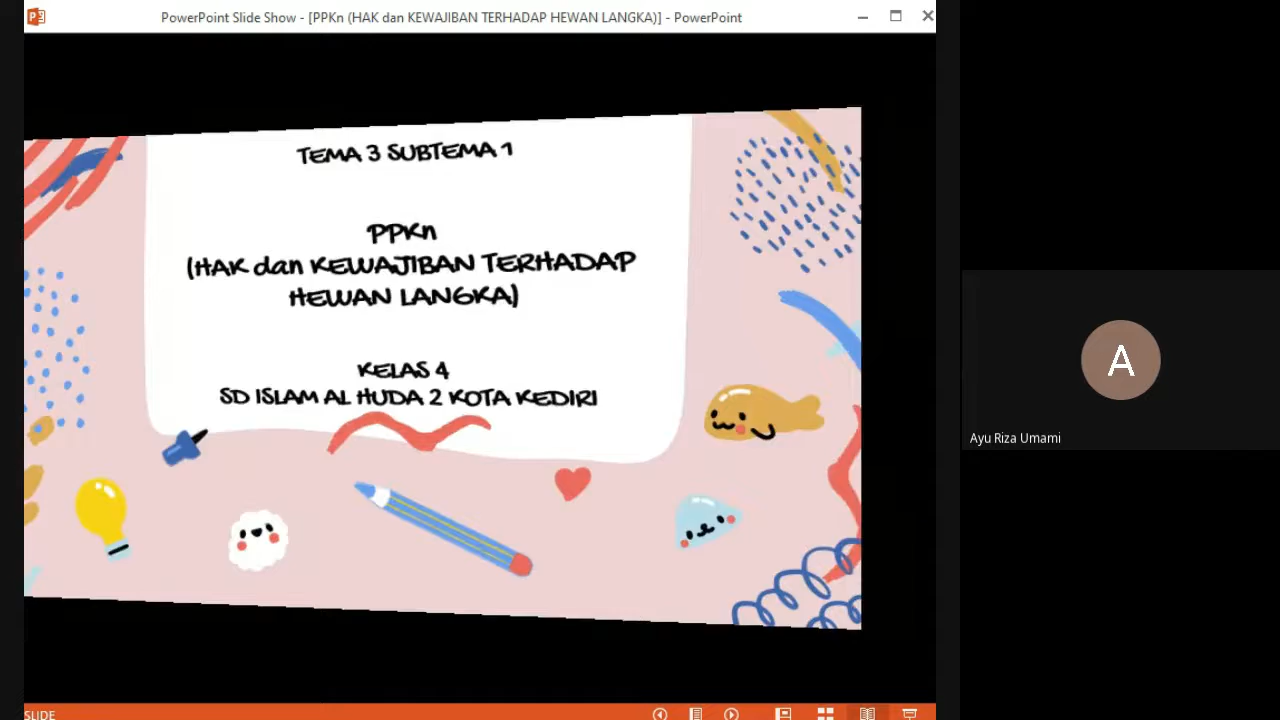 PowerPoint Slide Show - [PPKn (HAK dan KEWAJIBAN TERHADAP HEWAN LANGKA)] - PowerPoint
TEMA 3 SUBTEMA 1
PPKn
(HAK dan KEWAJIBAN TERHADAP
HEWAN LANGKA)
KELAS 4
SD ISLAM AL HUDA 2 KOTA KEDIRI
A
Ayu Riza Umami
SLIDE